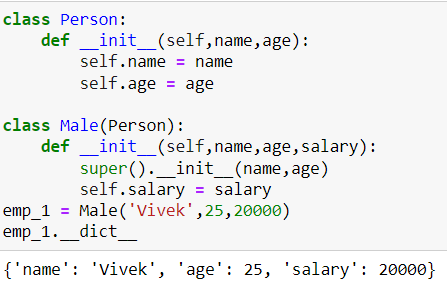 class Person:
    def __init__(self,name,age):
        self.name = name
        self.age = age

class Male(Person):
    def __init__(self,name,age,salary):
        super().__init__(name,age)
        self.salary = salary
emp_1 = Male('Vivek',25,20000)
emp_1.__dict__
{'name': 'Vivek', 'age': 25, 'salary': 20000}